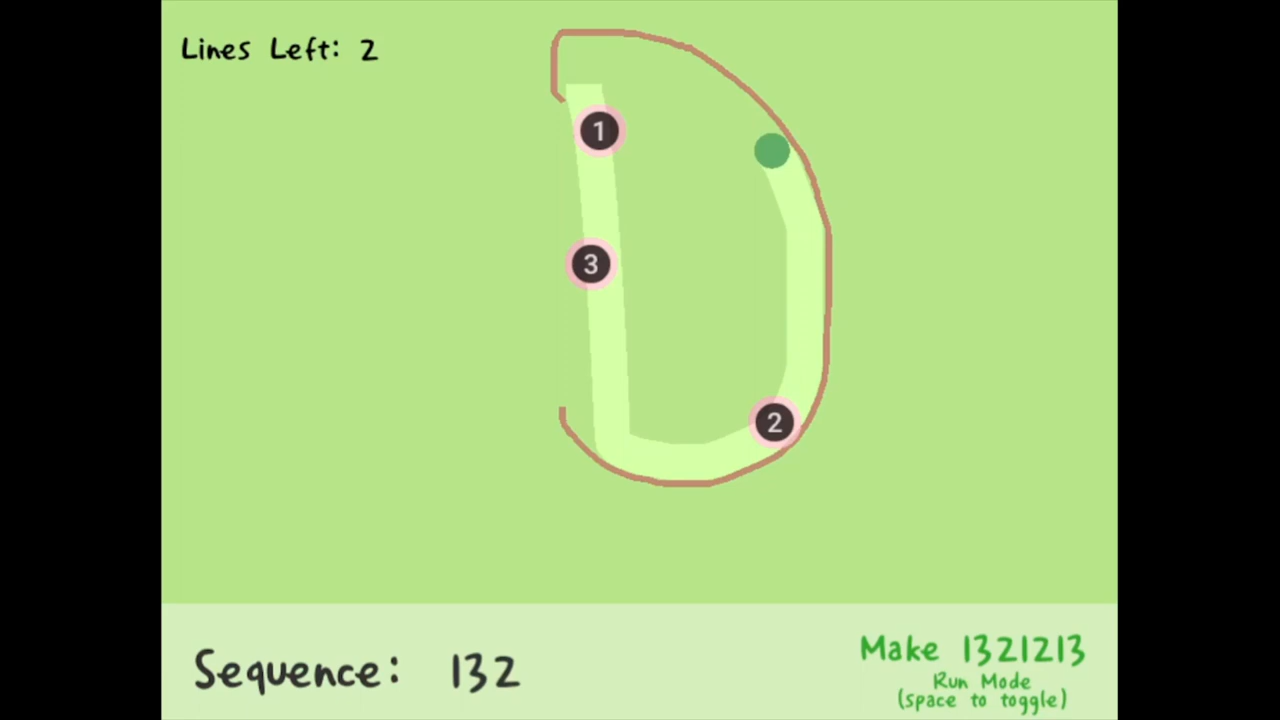 Lines Left: 2
1
3
2
Sequence: 132
Make 1321213
Run Mode
(space to toggle)